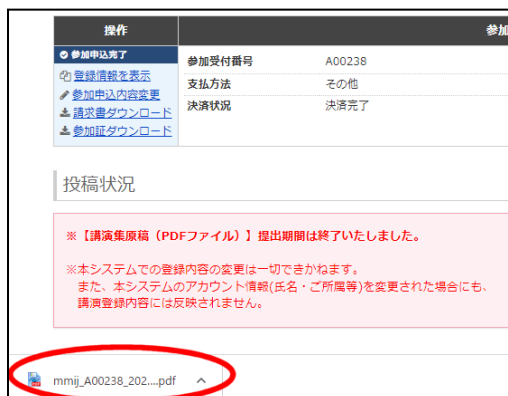 操作
参加
参加申込完了
参加受付番号 A00238
登録情報を表示
支払方法 その他
参加申込内容変更
決済状況 決済完了
請求書ダウンロード
参加証ダウンロード
投稿状況
※【講演集原稿（PDFファイル）】提出期間は終了いたしました。
※本システムでの登録内容の変更は一切できかねます。
また、本システムのアカウント情報(氏名・ご所属等)を変更された場合にも、
講演登録内容には反映されません。
mmij_A00238_202....pdf